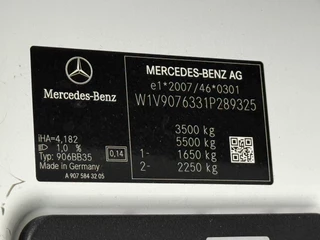 MERCEDES-BENZ AG
e1*2007/46*0301
W1V9076331P289325
Mercedes-Benz
3500 kg
5500 kg
1- 1650 kg
2- 2250 kg
iHA=4,182
1,0 %
Typ: 906BB35
0,14
Made in Germany
A 907 584 32 05